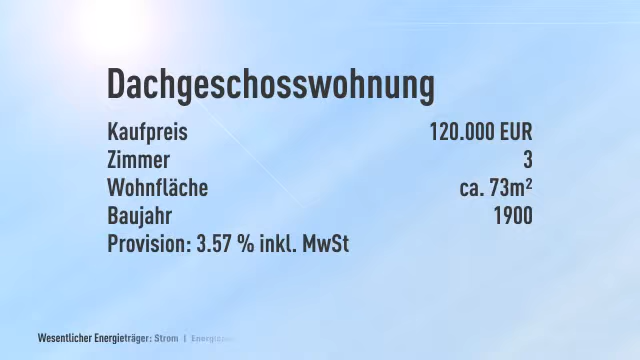 Dachgeschosswohnung
Kaufpreis 120.000 EUR
Zimmer 3
Wohnfläche ca. 73m²
Baujahr 1900
Provision: 3.57 % inkl. MwSt
Wesentlicher Energieträger: Strom |